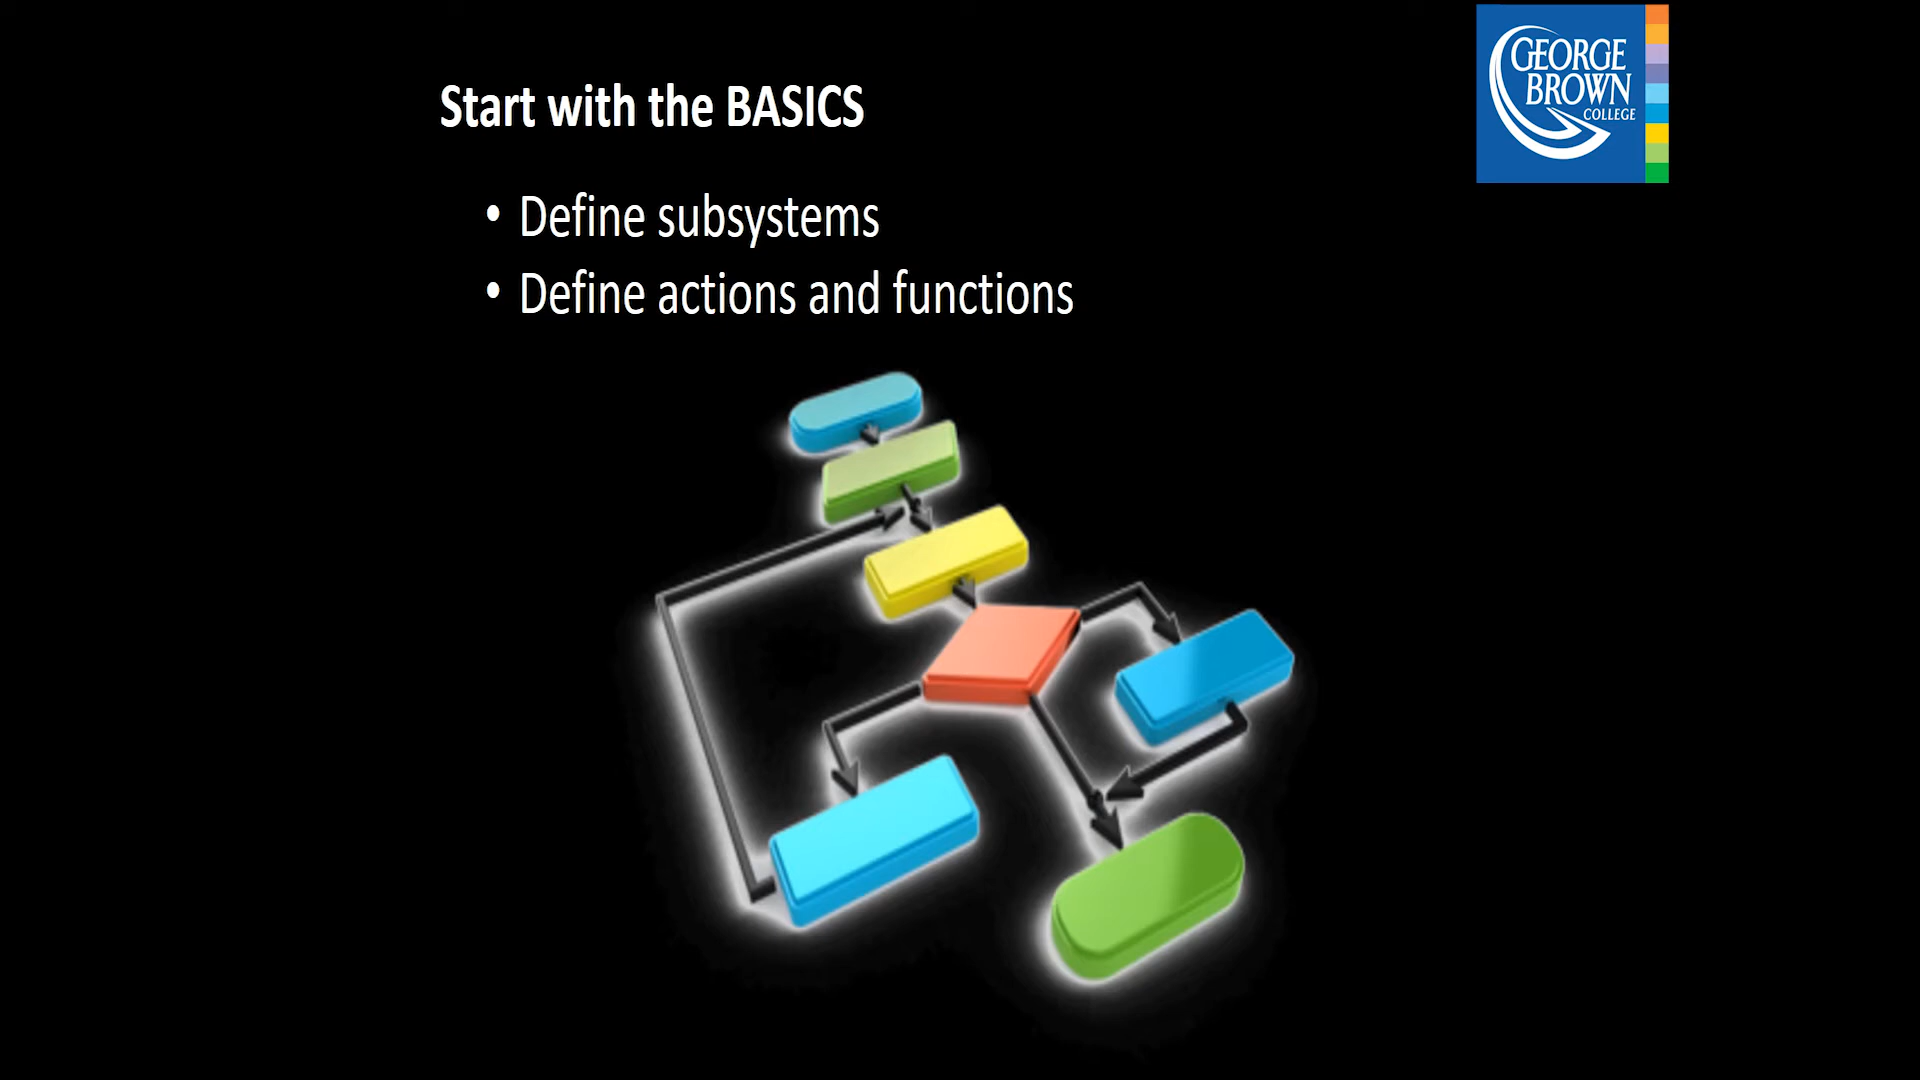 Start with the BASICS
• Define subsystems
• Define actions and functions
GEORGE
BROWN
COLLEGE